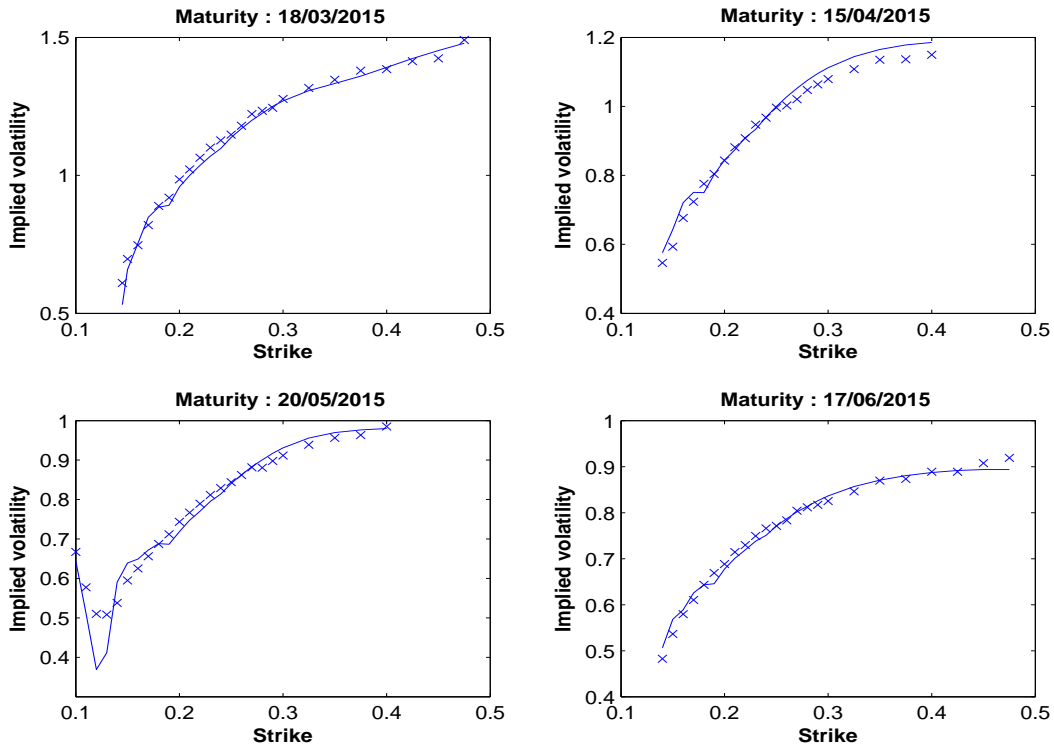 Maturity : 18/03/2015
1.5
1
0.5
Implied volatility
0.1 0.2 0.3 0.4 0.5
Strike
Maturity : 15/04/2015
1.2
1
0.8
0.6
0.4
Implied volatility
0.1 0.2 0.3 0.4 0.5
Strike
Maturity : 20/05/2015
1
0.9
0.8
0.7
0.6
0.5
0.4
Implied volatility
0.1 0.2 0.3 0.4 0.5
Strike
Maturity : 17/06/2015
1
0.9
0.8
0.7
0.6
0.5
0.4
Implied volatility
0.1 0.2 0.3 0.4 0.5
Strike